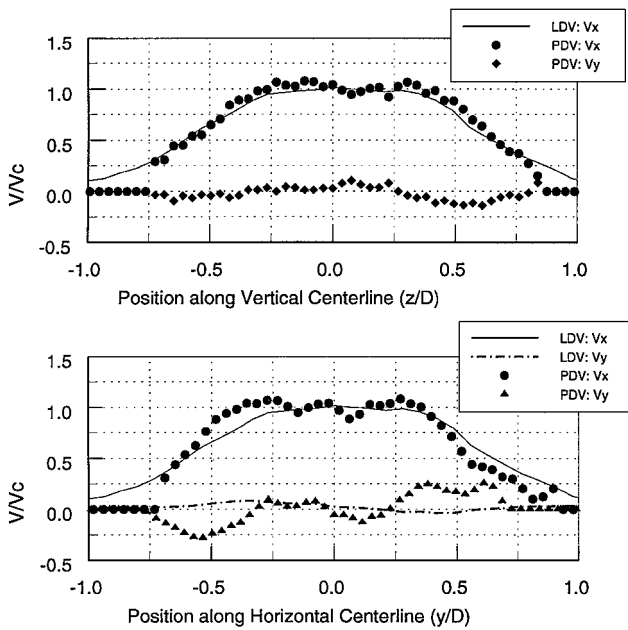 LDV: Vx
PDV: Vx
PDV: Vy
1.5
1.0
0.5
0.0
-0.5
V/Vc
-1.0 -0.5 0.0 0.5 1.0
Position along Vertical Centerline (z/D)
LDV: Vx
LDV: Vy
PDV: Vx
PDV: Vy
1.5
1.0
0.5
0.0
-0.5
V/Vc
-1.0 -0.5 0.0 0.5 1.0
Position along Horizontal Centerline (y/D)